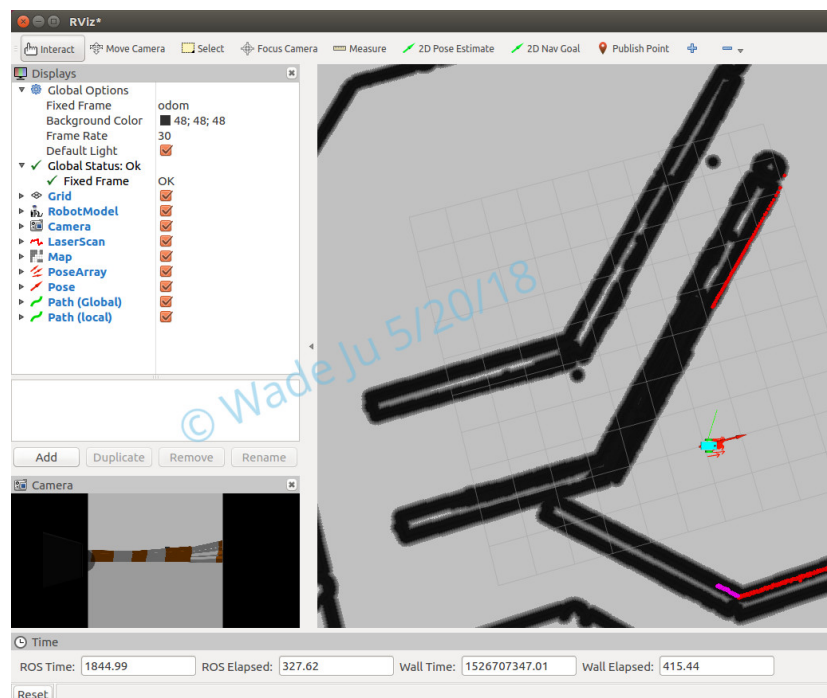 RViz*
Interact Move Camera Select Focus Camera Measure 2D Pose Estimate 2D Nav Goal Publish Point
Displays
Global Options
Fixed Frame odom
Background Color 48; 48; 48
Frame Rate 30
Default Light
Global Status: Ok
Fixed Frame OK
Grid
RobotModel
Camera
LaserScan
Map
PoseArray
Pose
Path (Global)
Path (local)
© Wade Ju 5/20/18
Add Duplicate Remove Rename
Camera
Time
ROS Time: 1844.99 ROS Elapsed: 327.62 Wall Time: 1526707347.01 Wall Elapsed: 415.44
Reset